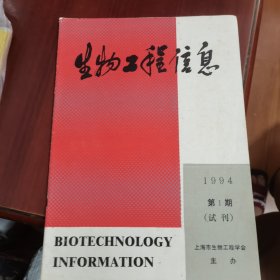 生物工程信息
1994
第1期
(试刊)
BIOTECHNOLOGY
INFORMATION
上海市生物工程学会
主办